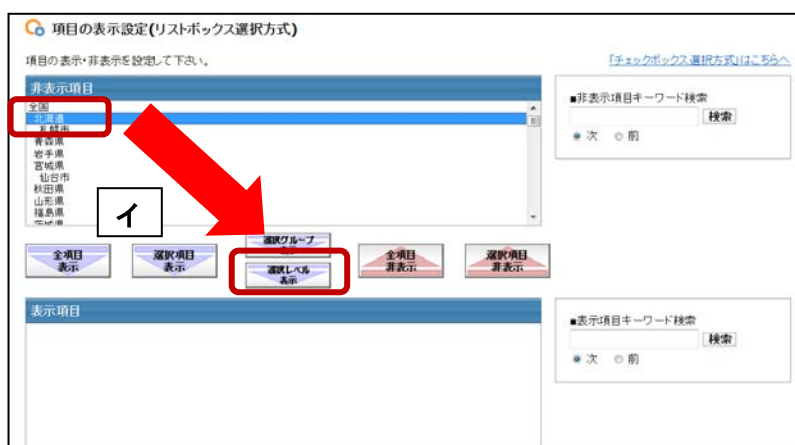 項目の表示設定(リストボックス選択方式)
項目の表示・非表示を設定して下さい。
「チェックボックス選択方式」はこちらへ
非表示項目
全国
北海道
札幌市
青森県
岩手県
宮城県
仙台市
秋田県
山形県
福島県
茨城県
■非表示項目キーワード検索
検索
次 前
イ
全項目
表示
選択項目
表示
選択グループ
表示
選択レベル
表示
全項目
非表示
選択項目
非表示
表示項目
■表示項目キーワード検索
検索
次 前